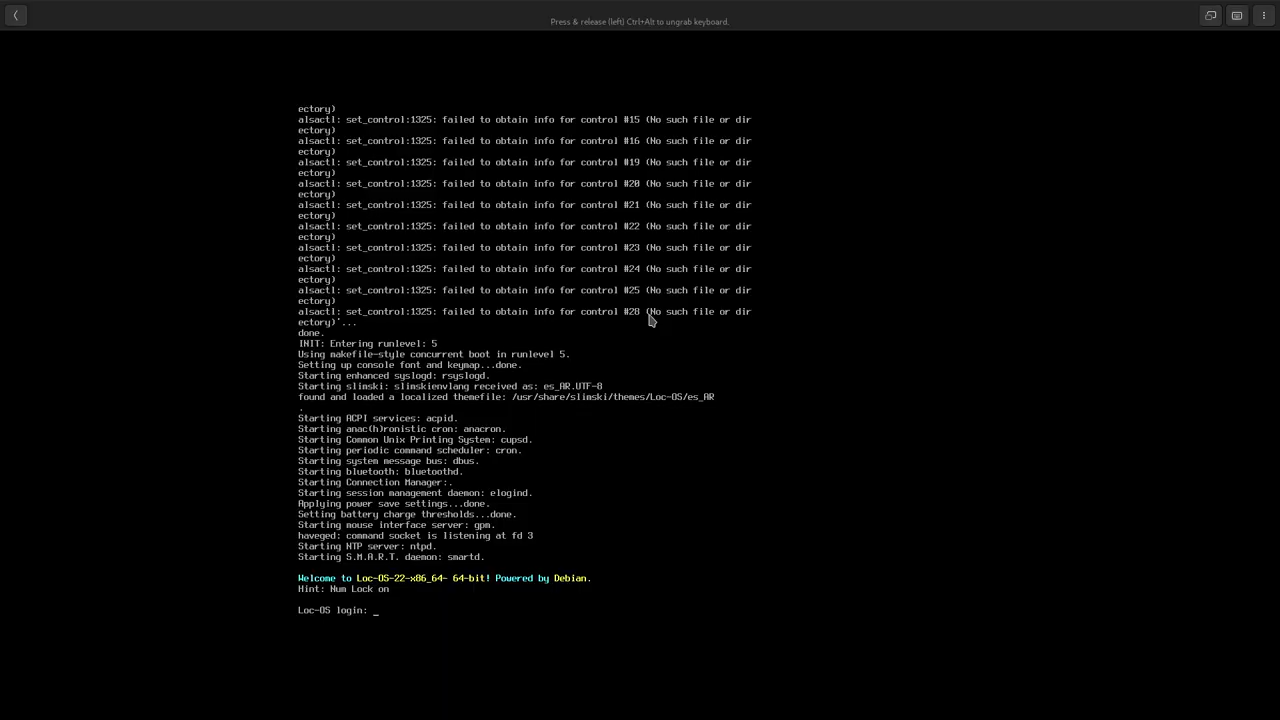 Press & release (left) Ctrl+Alt to ungrab keyboard.
ectory)
alsactl: set_control:1325: failed to obtain info for control #15 (No such file or dir
ectory)
alsactl: set_control:1325: failed to obtain info for control #16 (No such file or dir
ectory)
alsactl: set_control:1325: failed to obtain info for control #19 (No such file or dir
ectory)
alsactl: set_control:1325: failed to obtain info for control #20 (No such file or dir
ectory)
alsactl: set_control:1325: failed to obtain info for control #21 (No such file or dir
ectory)
alsactl: set_control:1325: failed to obtain info for control #22 (No such file or dir
ectory)
alsactl: set_control:1325: failed to obtain info for control #23 (No such file or dir
ectory)
alsactl: set_control:1325: failed to obtain info for control #24 (No such file or dir
ectory)
alsactl: set_control:1325: failed to obtain info for control #25 (No such file or dir
ectory)
alsactl: set_control:1325: failed to obtain info for control #28 (No such file or dir
ectory)'...
done.
INIT: Entering runlevel: 5
Using makefile-style concurrent boot in runlevel 5.
Setting up console font and keymap...done.
Starting enhanced syslogd: rsyslogd.
Starting slimski: slimskienvlang received as: es_AR.UTF-8
found and loaded a localized themefile: /usr/share/slimski/themes/Loc-OS/es_AR
.
Starting ACPI services: acpid.
Starting anac(h)ronistic cron: anacron.
Starting Common Unix Printing System: cupsd.
Starting periodic command scheduler: cron.
Starting system message bus: dbus.
Starting bluetooth: bluetoothd.
Starting Connection Manager:.
Starting session management daemon: elogind.
Applying power save settings...done.
Setting battery charge thresholds...done.
Starting mouse interface server: gpm.
haveged: command socket is listening at fd 3
Starting NTP server: ntpd.
Starting S.M.A.R.T. daemon: smartd.
Welcome to Loc-OS-22-x86_64- 64-bit! Powered by Debian.
Hint: Num Lock on
Loc-OS login: _